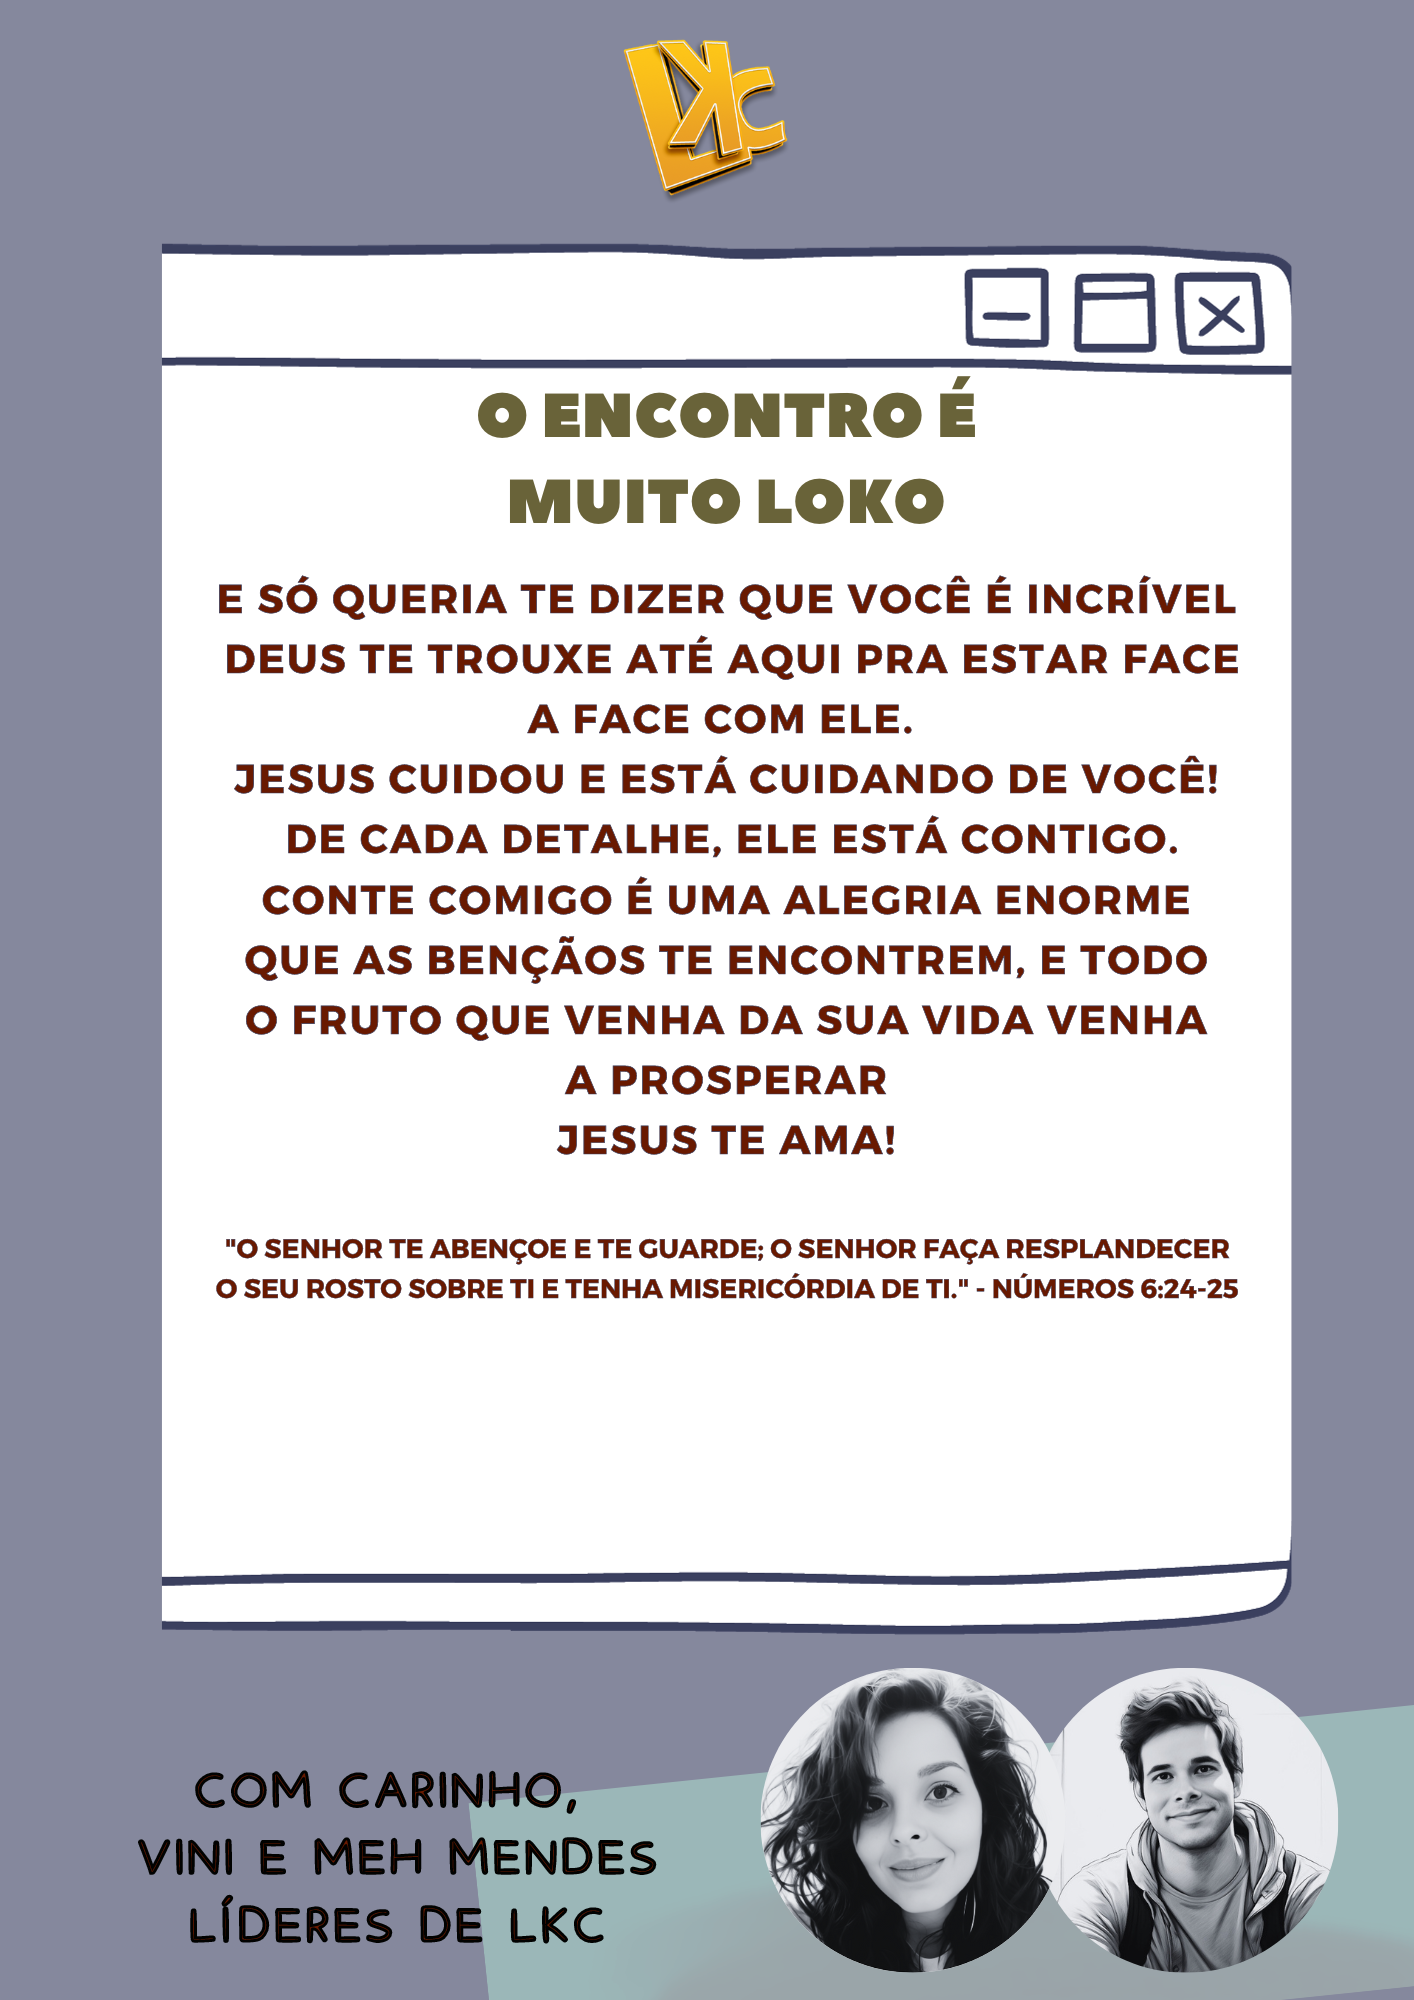 LKC
O ENCONTRO É
MUITO LOKO
E SÓ QUERIA TE DIZER QUE VOCÊ É INCRÍVEL
DEUS TE TROUXE ATÉ AQUI PRA ESTAR FACE
A FACE COM ELE.
JESUS CUIDOU E ESTÁ CUIDANDO DE VOCÊ!
DE CADA DETALHE, ELE ESTÁ CONTIGO.
CONTE COMIGO É UMA ALEGRIA ENORME
QUE AS BENÇÃOS TE ENCONTREM, E TODO
O FRUTO QUE VENHA DA SUA VIDA VENHA
A PROSPERAR
JESUS TE AMA!
"O SENHOR TE ABENÇOE E TE GUARDE; O SENHOR FAÇA RESPLANDECER
O SEU ROSTO SOBRE TI E TENHA MISERICÓRDIA DE TI." - NÚMEROS 6:24-25
COM CARINHO,
VINI E MEH MENDES
LÍDERES DE LKC